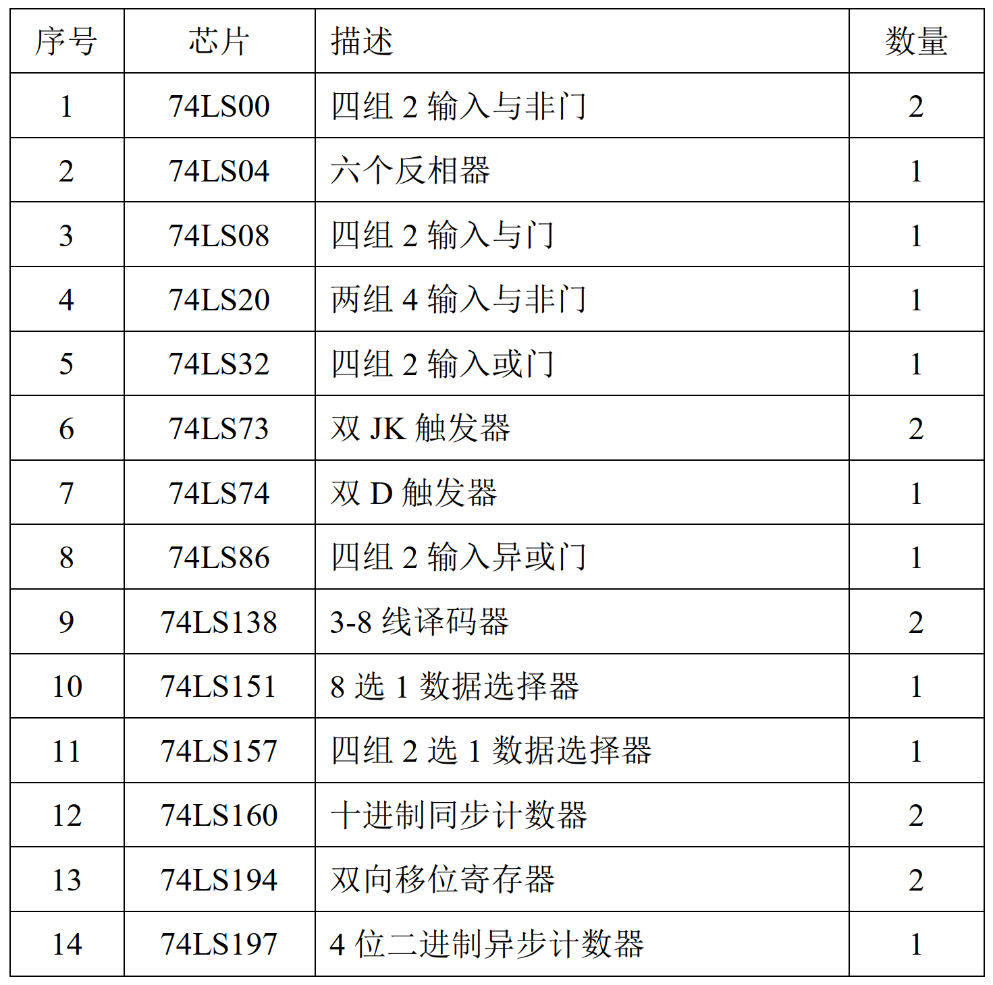 序号 芯片 描述 数量
1 74LS00 四组 2 输入与非门 2
2 74LS04 六个反相器 1
3 74LS08 四组 2 输入与门 1
4 74LS20 两组 4 输入与非门 1
5 74LS32 四组 2 输入或门 1
6 74LS73 双 JK 触发器 2
7 74LS74 双 D 触发器 1
8 74LS86 四组 2 输入异或门 1
9 74LS138 3-8 线译码器 2
10 74LS151 8 选 1 数据选择器 1
11 74LS157 四组 2 选 1 数据选择器 1
12 74LS160 十进制同步计数器 2
13 74LS194 双向移位寄存器 2
14 74LS197 4 位二进制异步计数器 1